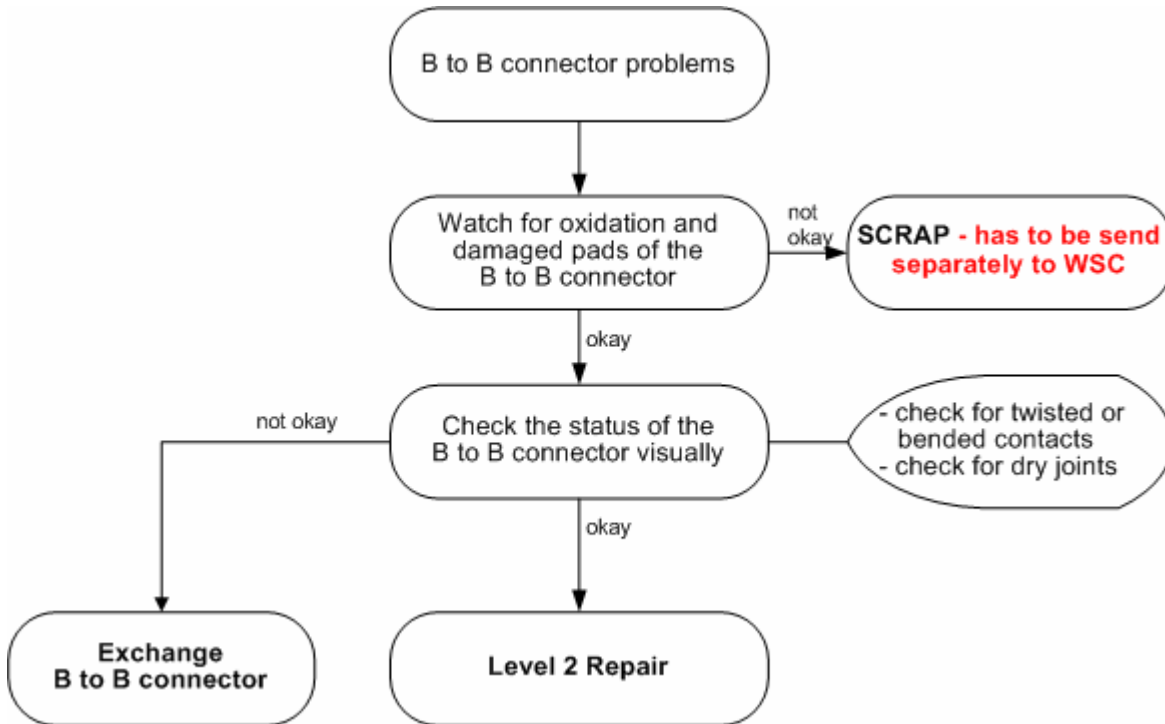 B to B connector problems
Watch for oxidation and
damaged pads of the
B to B connector
not
okay
SCRAP - has to be send
separately to WSC
okay
Check the status of the
B to B connector visually
not okay
- check for twisted or
bended contacts
- check for dry joints
okay
Exchange
B to B connector
Level 2 Repair